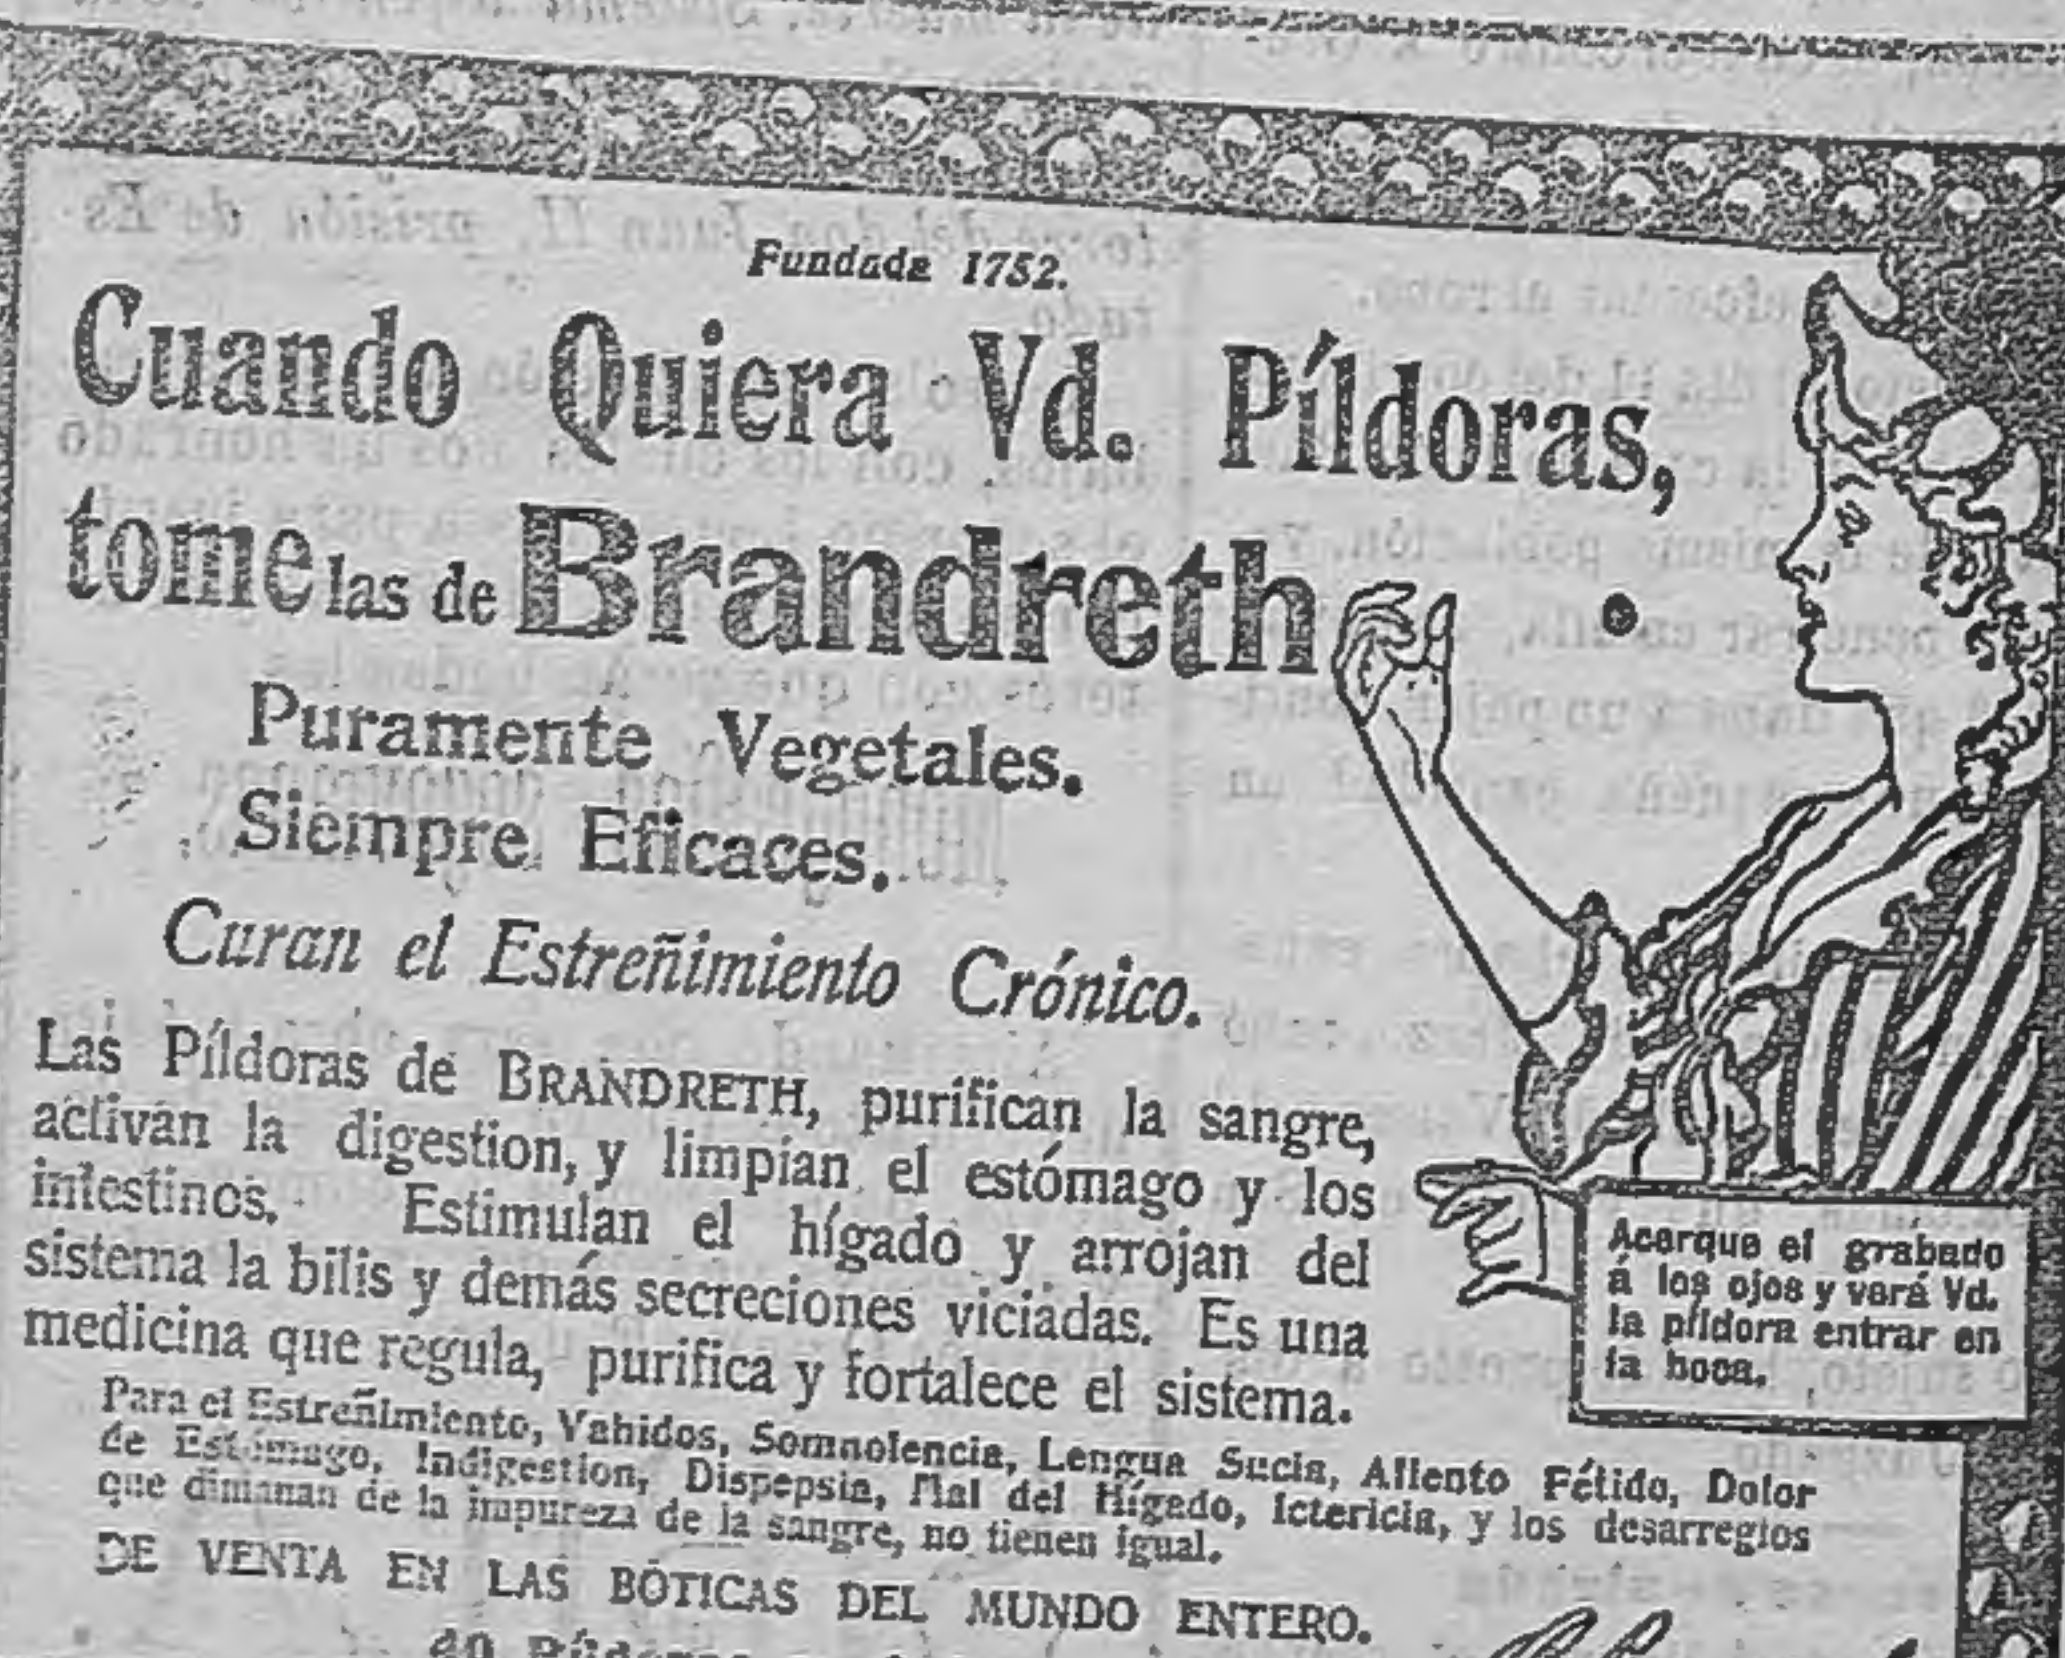 Fundada 1752.
Cuando Quiera Vd. Píldoras,
tome las de Brandreth
Puramente Vegetales.
Siempre Eficaces.
Curan el Estreñimiento Crónico.
Las Píldoras de BRANDRETH, purifican la sangre,
activan la digestion, y limpian el estómago y los
intestinos. Estimulan el hígado y arrojan del
sistema la bilis y demás secreciones viciadas. Es una
medicina que regula, purifica y fortalece el sistema.
Acerque el grabado
á los ojos y verá Vd.
la píldora entrar en
la boca.
Para el Estreñimiento, Vahidos, Somnolencia, Lengua Sucia, Aliento Fétido, Dolor
de Estómago, Indigestion, Dispepsia, Mal del Hígado, Ictericia, y los desarreglos
que dimanan de la impureza de la sangre, no tienen igual.
DE VENTA EN LAS BOTICAS DEL MUNDO ENTERO.
40 Píldoras